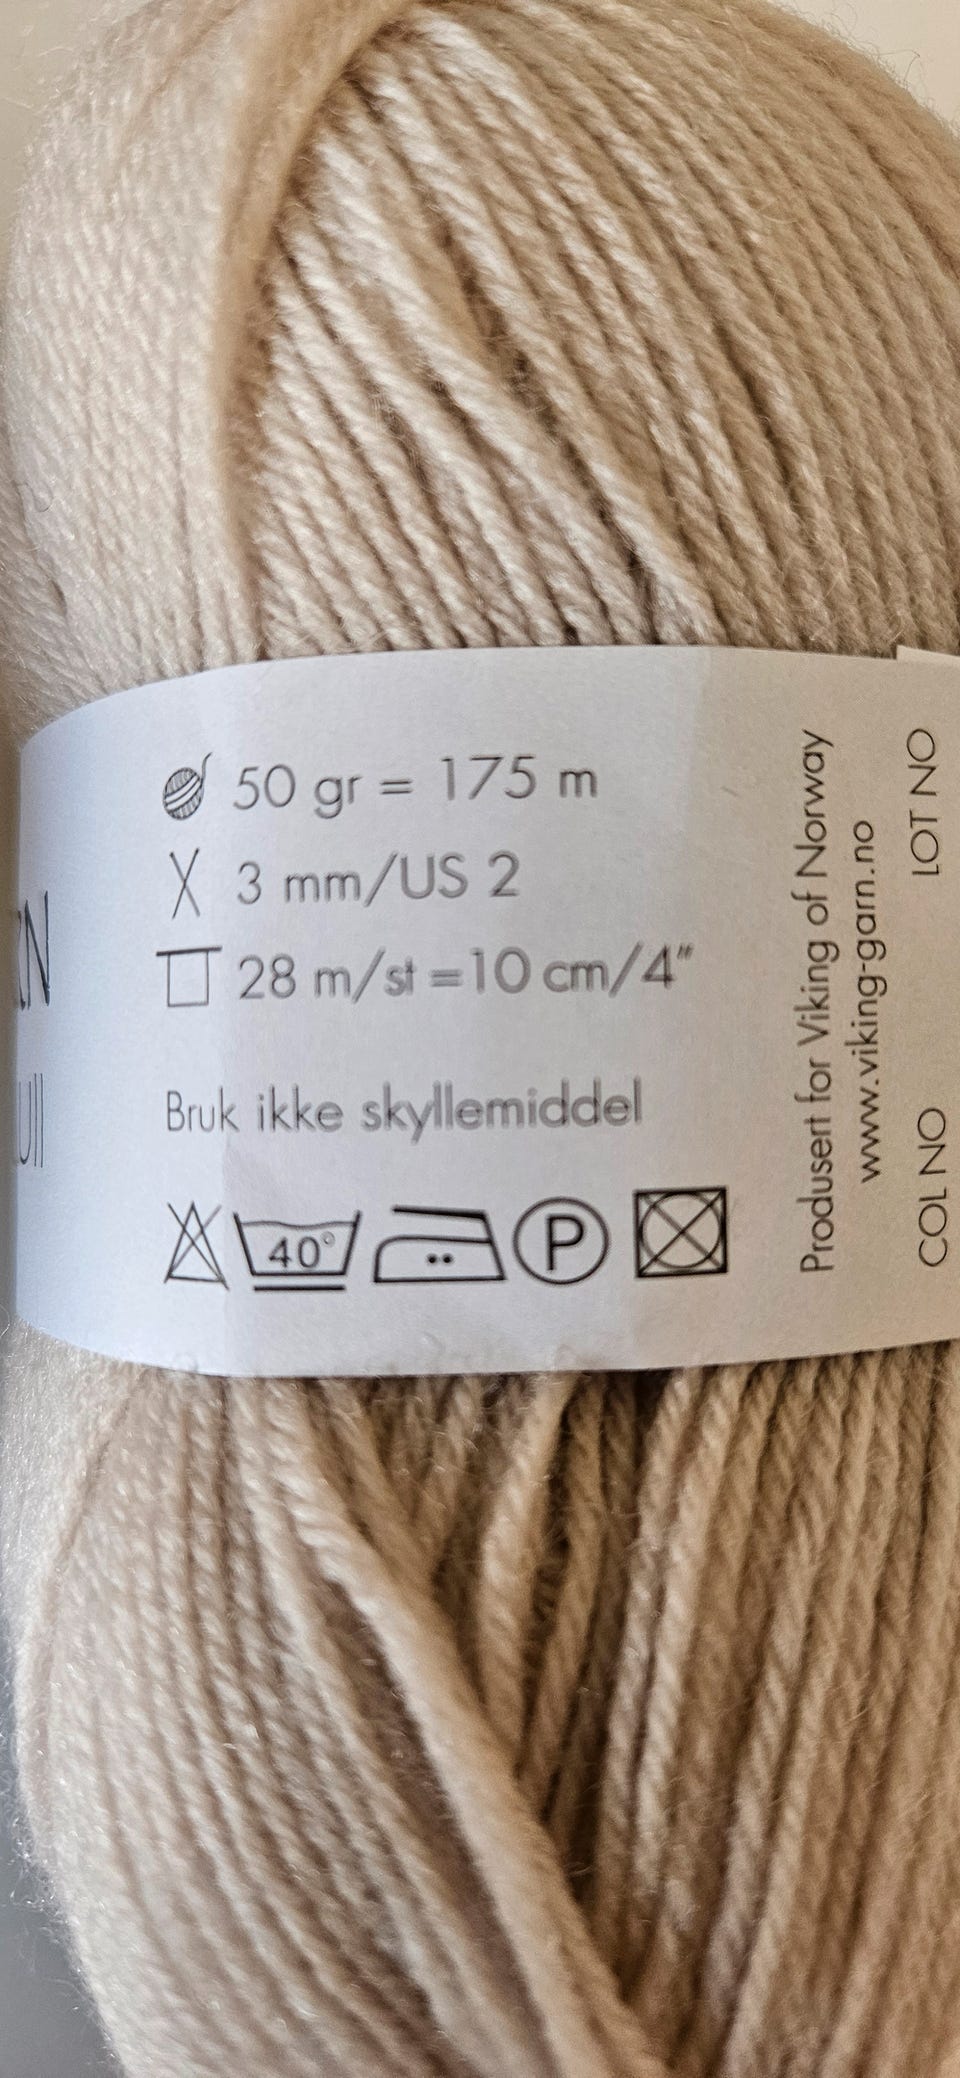 50 gr = 175 m
3 mm/US 2
28 m/st =10 cm/4"
Bruk ikke skyllemiddel
40°
P
Produsert for Viking of Norway
www.viking-garn.no
COL NO LOT NO